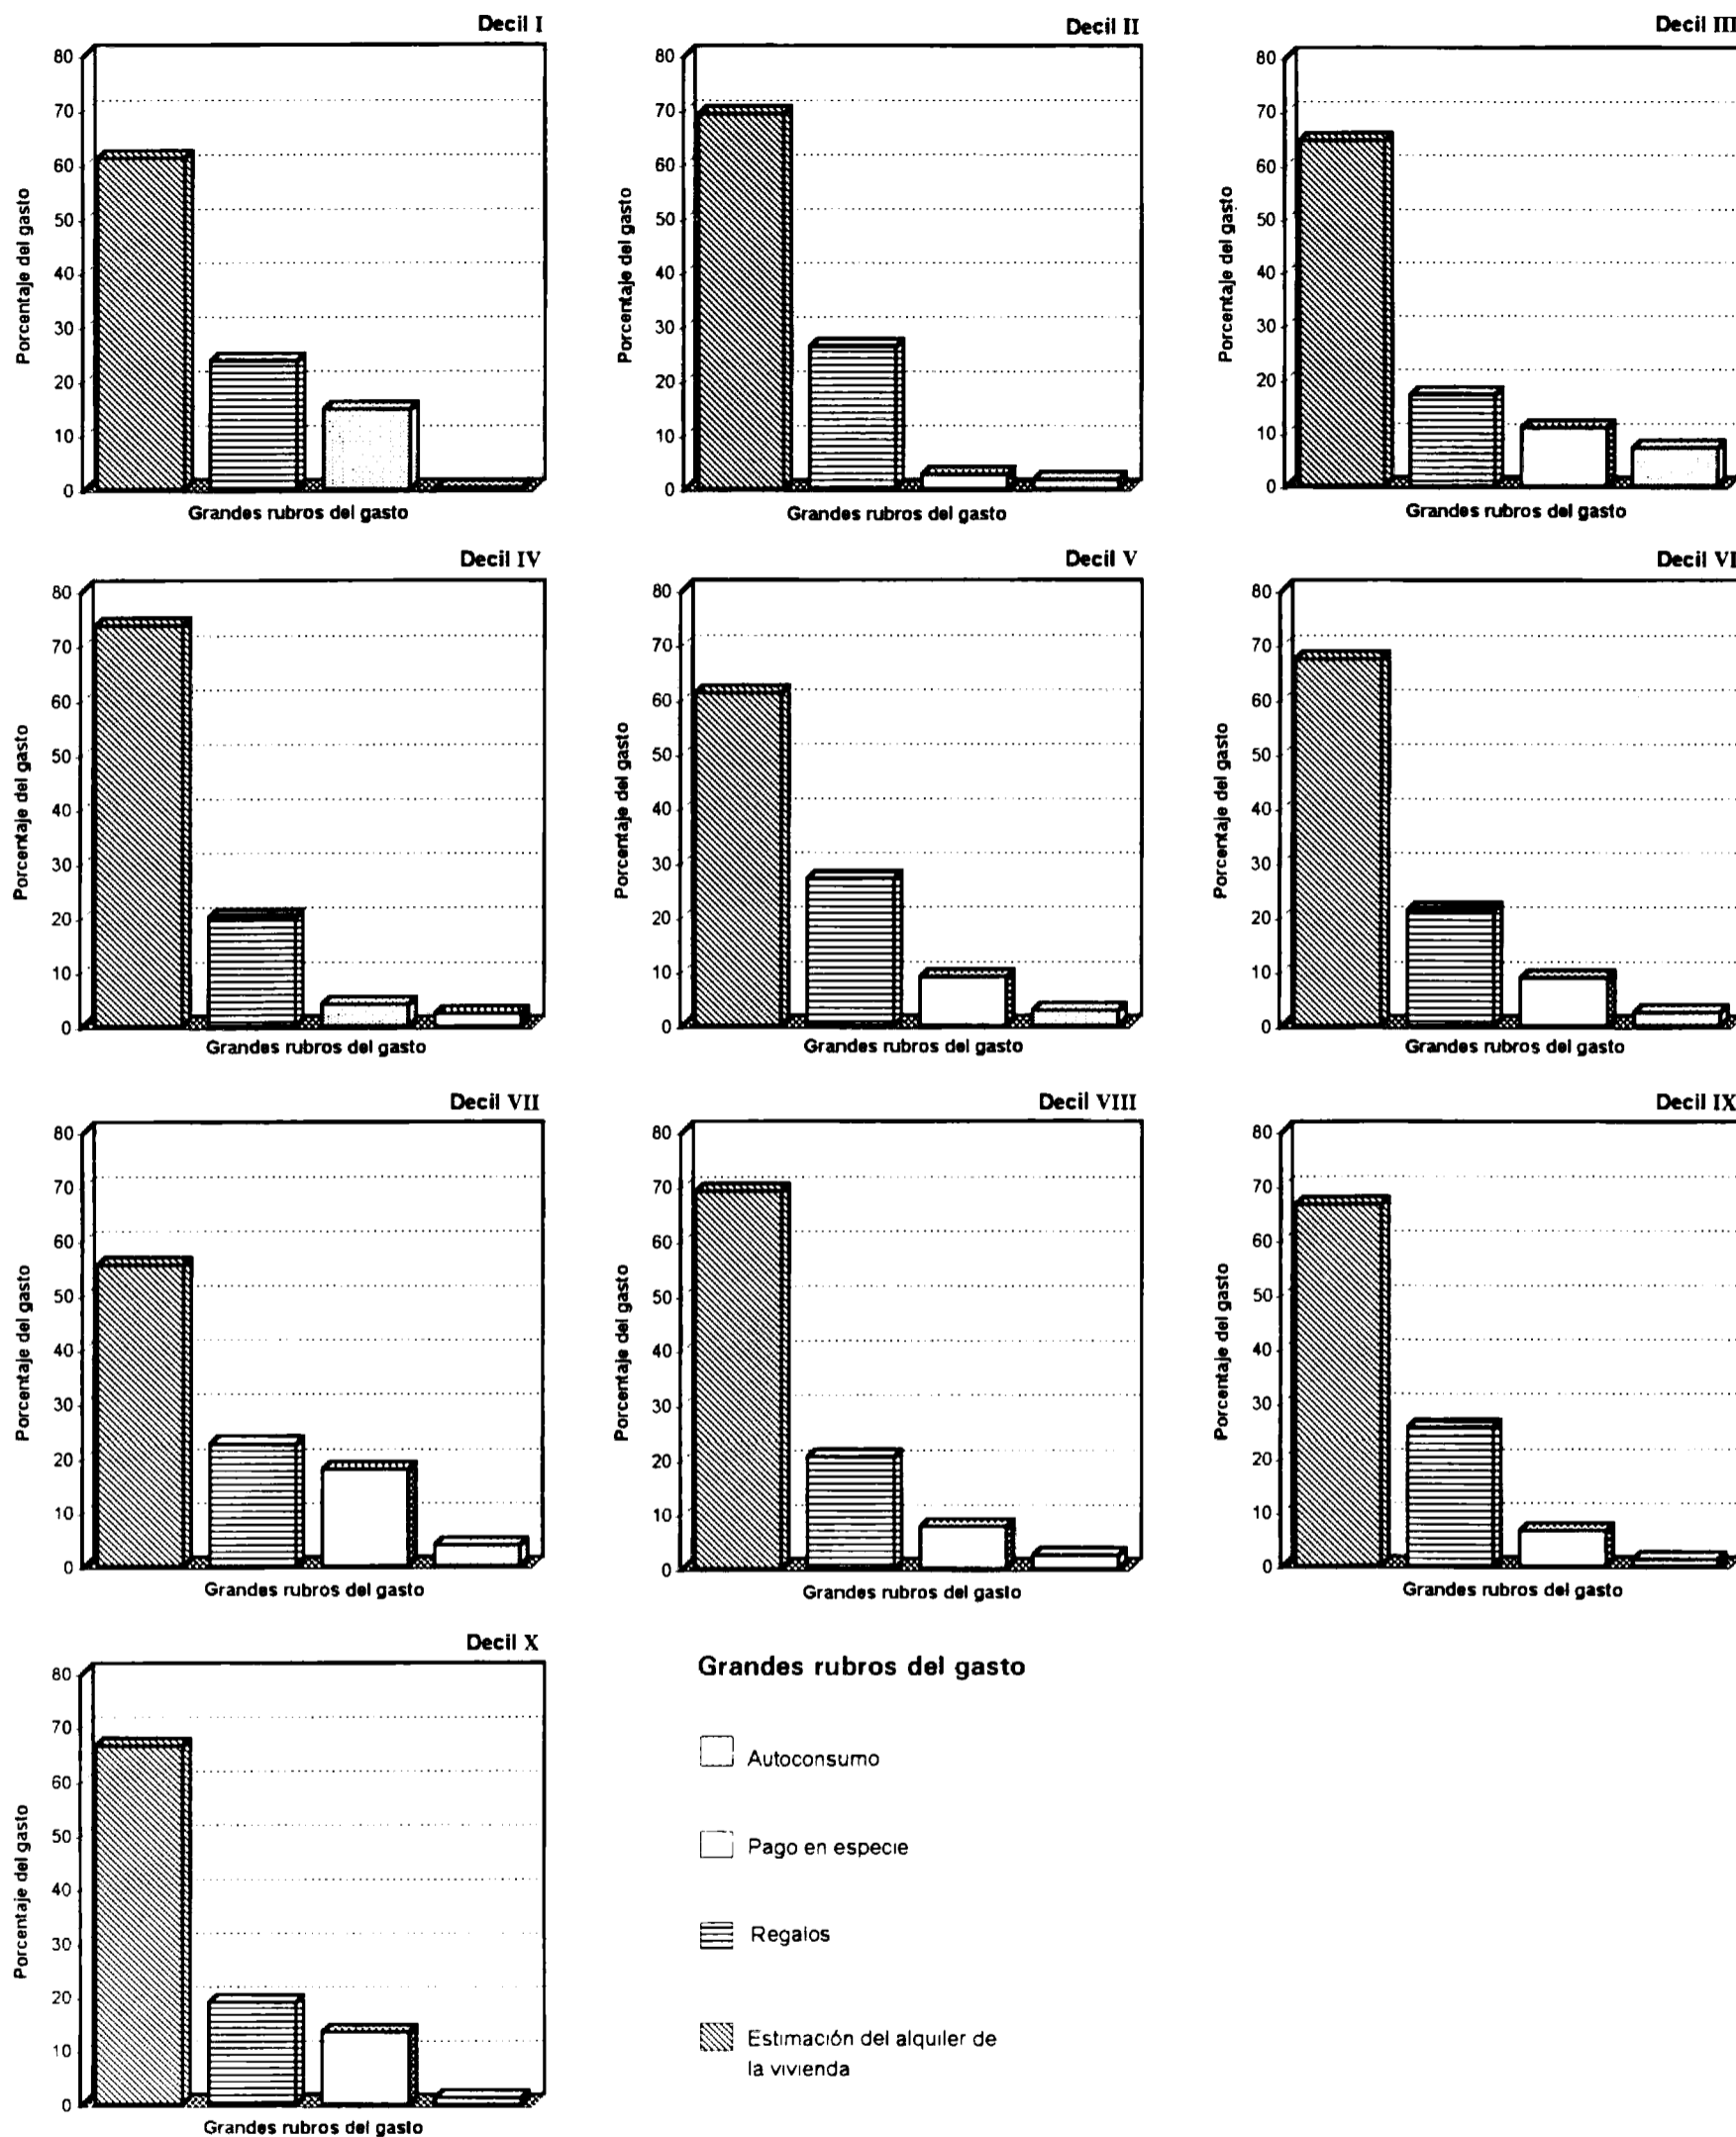 Decil I
80
70
60
50
40
30
20
10
0
Porcentaje del gasto
Grandes rubros del gasto
Decil II
80
70
60
50
40
30
20
10
0
Porcentaje del gasto
Grandes rubros del gasto
Decil III
80
70
60
50
40
30
20
10
0
Porcentaje del gasto
Grandes rubros del gasto
Decil IV
80
70
60
50
40
30
20
10
0
Porcentaje del gasto
Grandes rubros del gasto
Decil V
80
70
60
50
40
30
20
10
0
Porcentaje del gasto
Grandes rubros del gasto
Decil VI
80
70
60
50
40
30
20
10
0
Porcentaje del gasto
Grandes rubros del gasto
Decil VII
80
70
60
50
40
30
20
10
0
Porcentaje del gasto
Grandes rubros del gasto
Decil VIII
80
70
60
50
40
30
20
10
0
Porcentaje del gasto
Grandes rubros del gasto
Decil IX
80
70
60
50
40
30
20
10
0
Porcentaje del gasto
Grandes rubros del gasto
Decil X
80
70
60
50
40
30
20
10
0
Porcentaje del gasto
Grandes rubros del gasto
Grandes rubros del gasto
Autoconsumo
Pago en especie
Regalos
Estimación del alquiler de
la vivienda